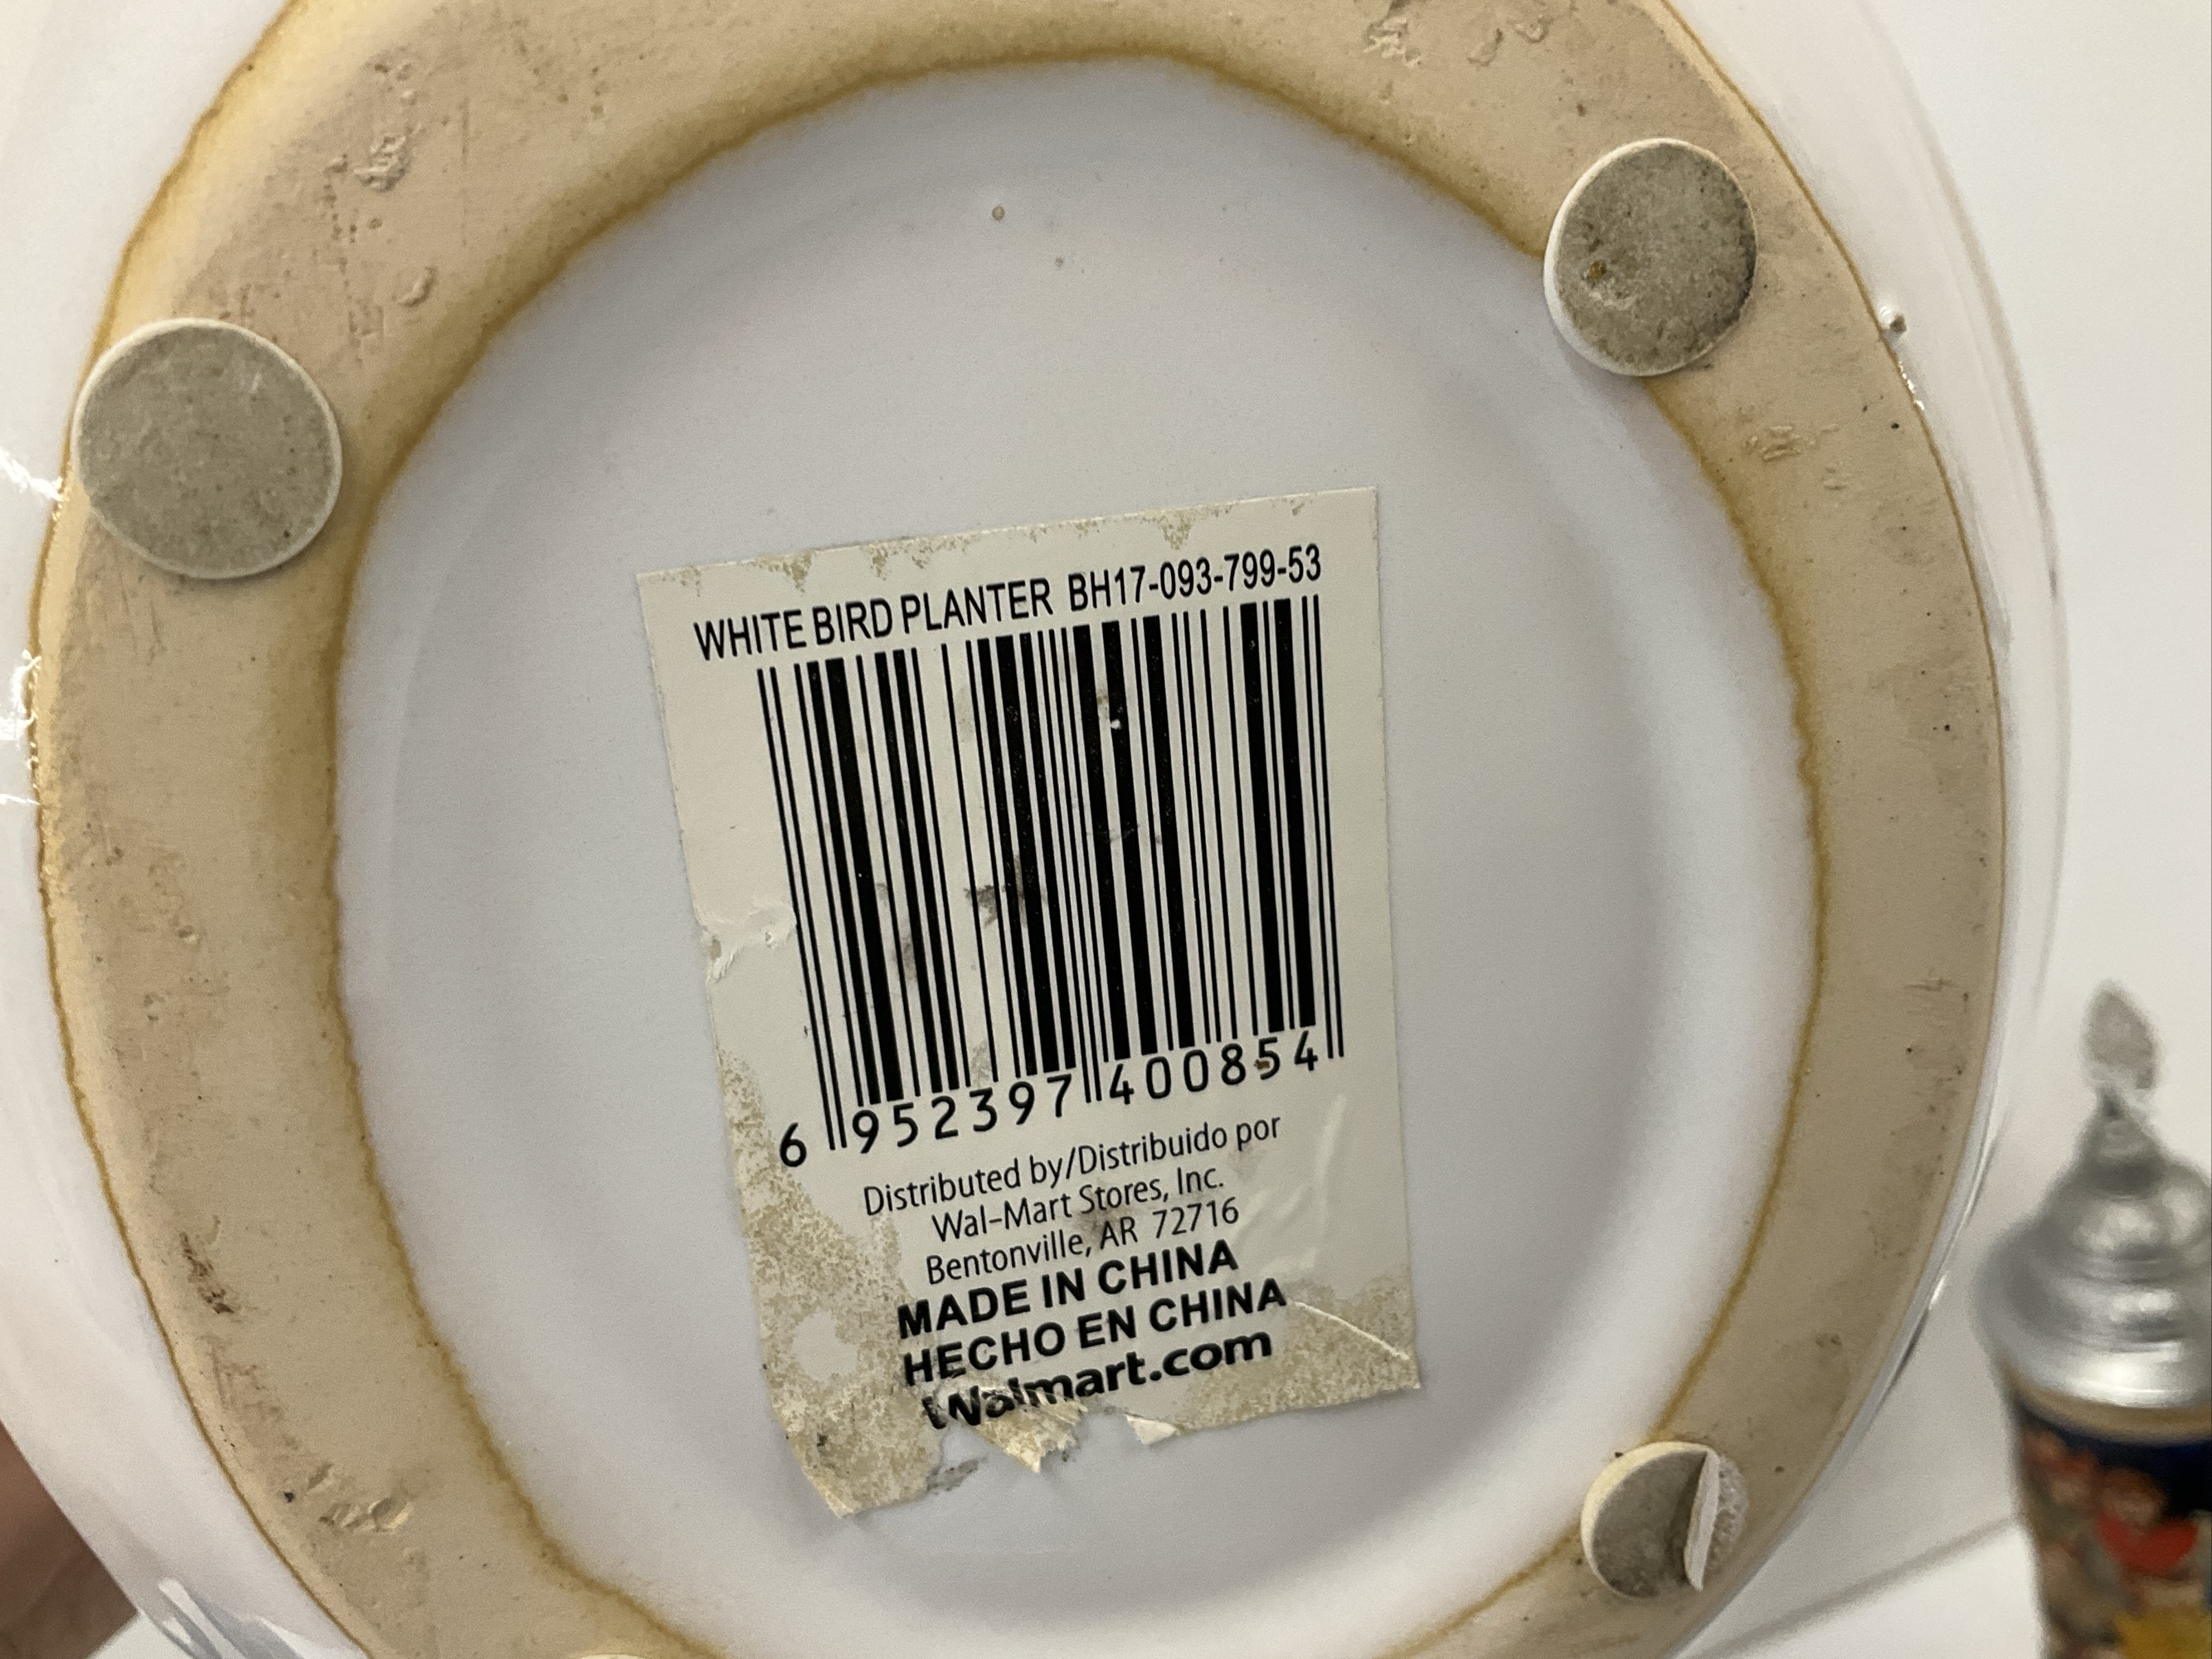 WHITE BIRD PLANTER BH17-093-799-53
6 952397 400854
Distributed by/Distribuido por
Wal-Mart Stores, Inc.
Bentonville, AR 72716
MADE IN CHINA
HECHO EN CHINA
Walmart.com